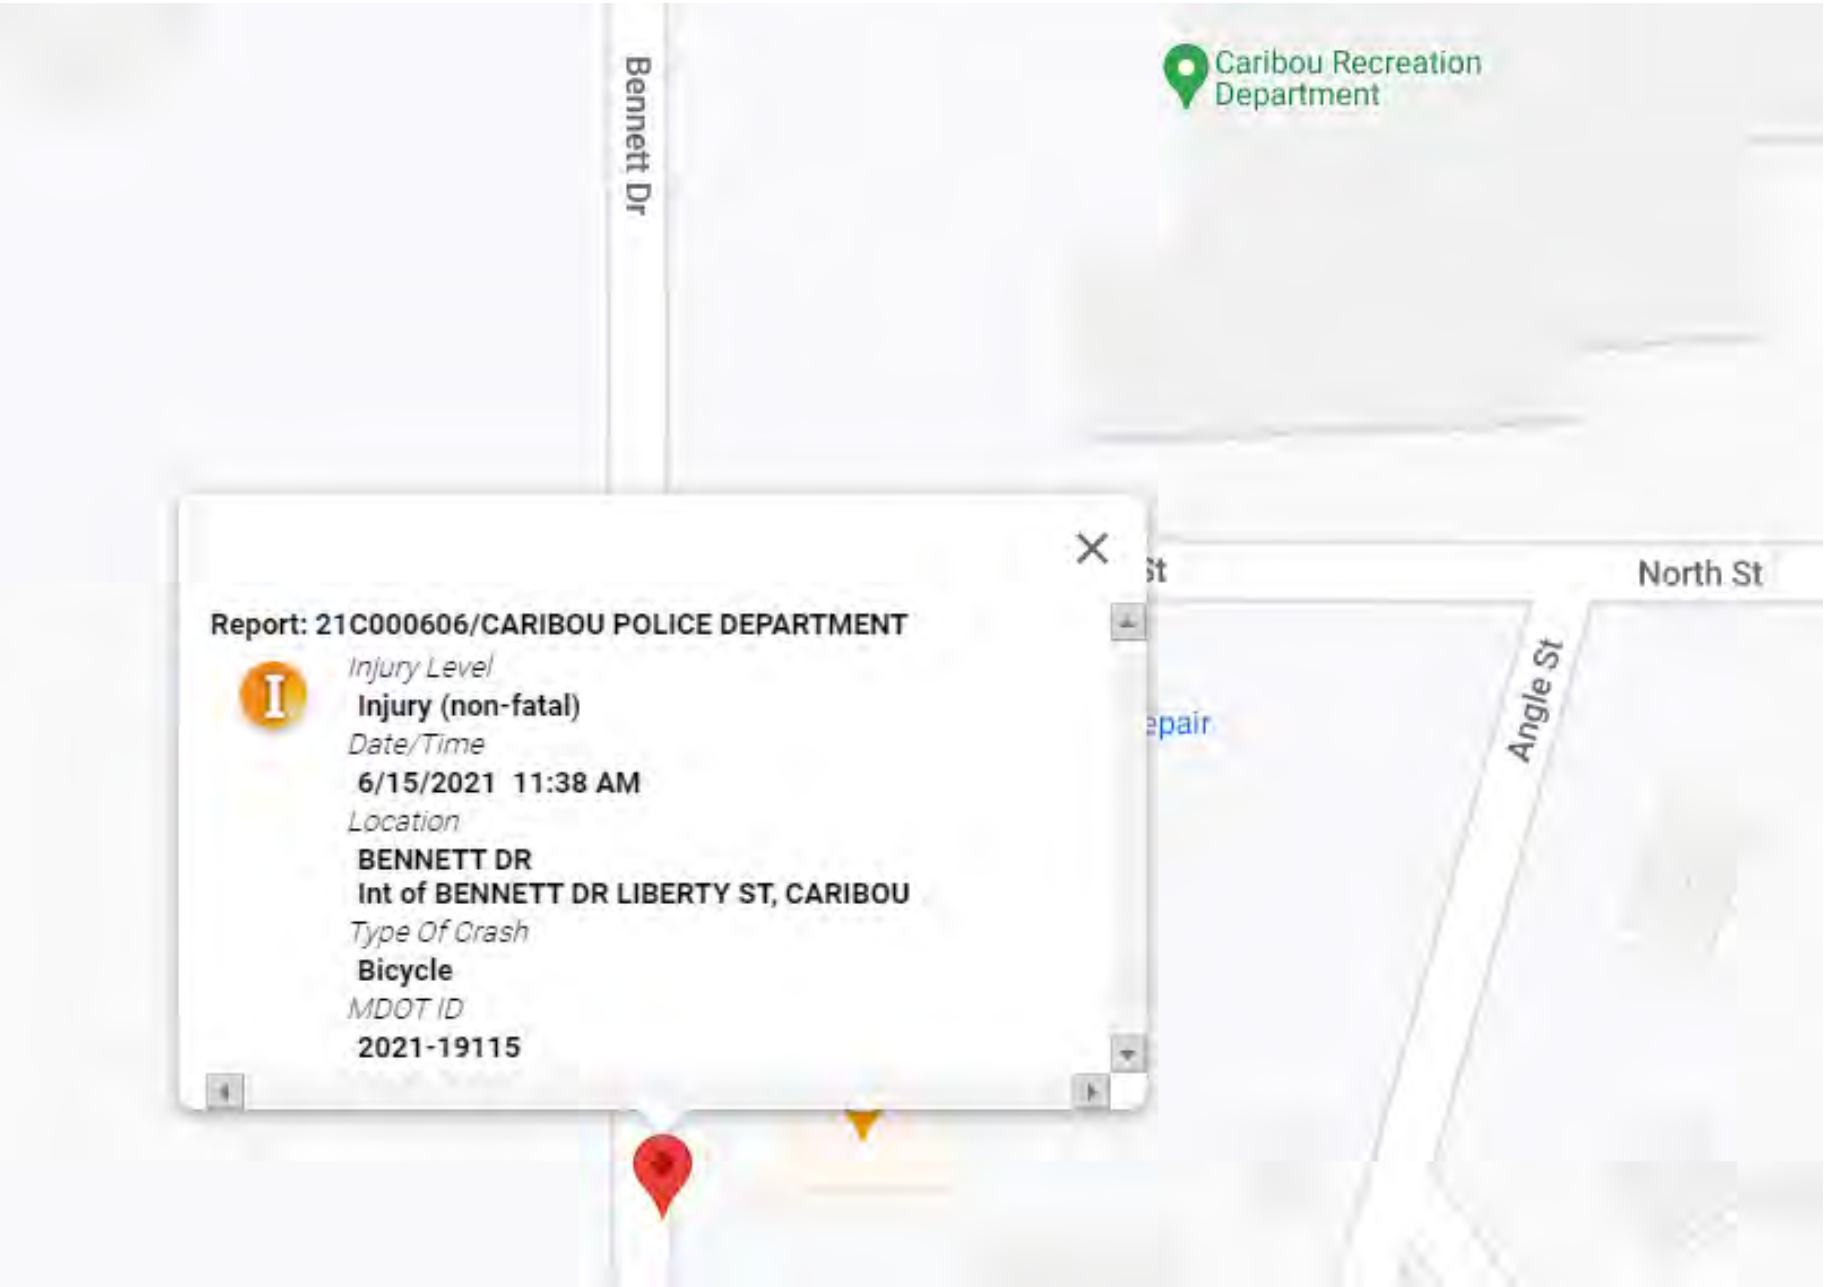 Bennett Dr
Caribou Recreation
Department
St
North St
Report: 21C000606/CARIBOU POLICE DEPARTMENT
I
Injury Level
Injury (non-fatal)
Date/Time
6/15/2021 11:38 AM
Location
BENNETT DR
Int of BENNETT DR LIBERTY ST, CARIBOU
Type Of Crash
Bicycle
MDOT ID
2021-19115
epair
Angle St